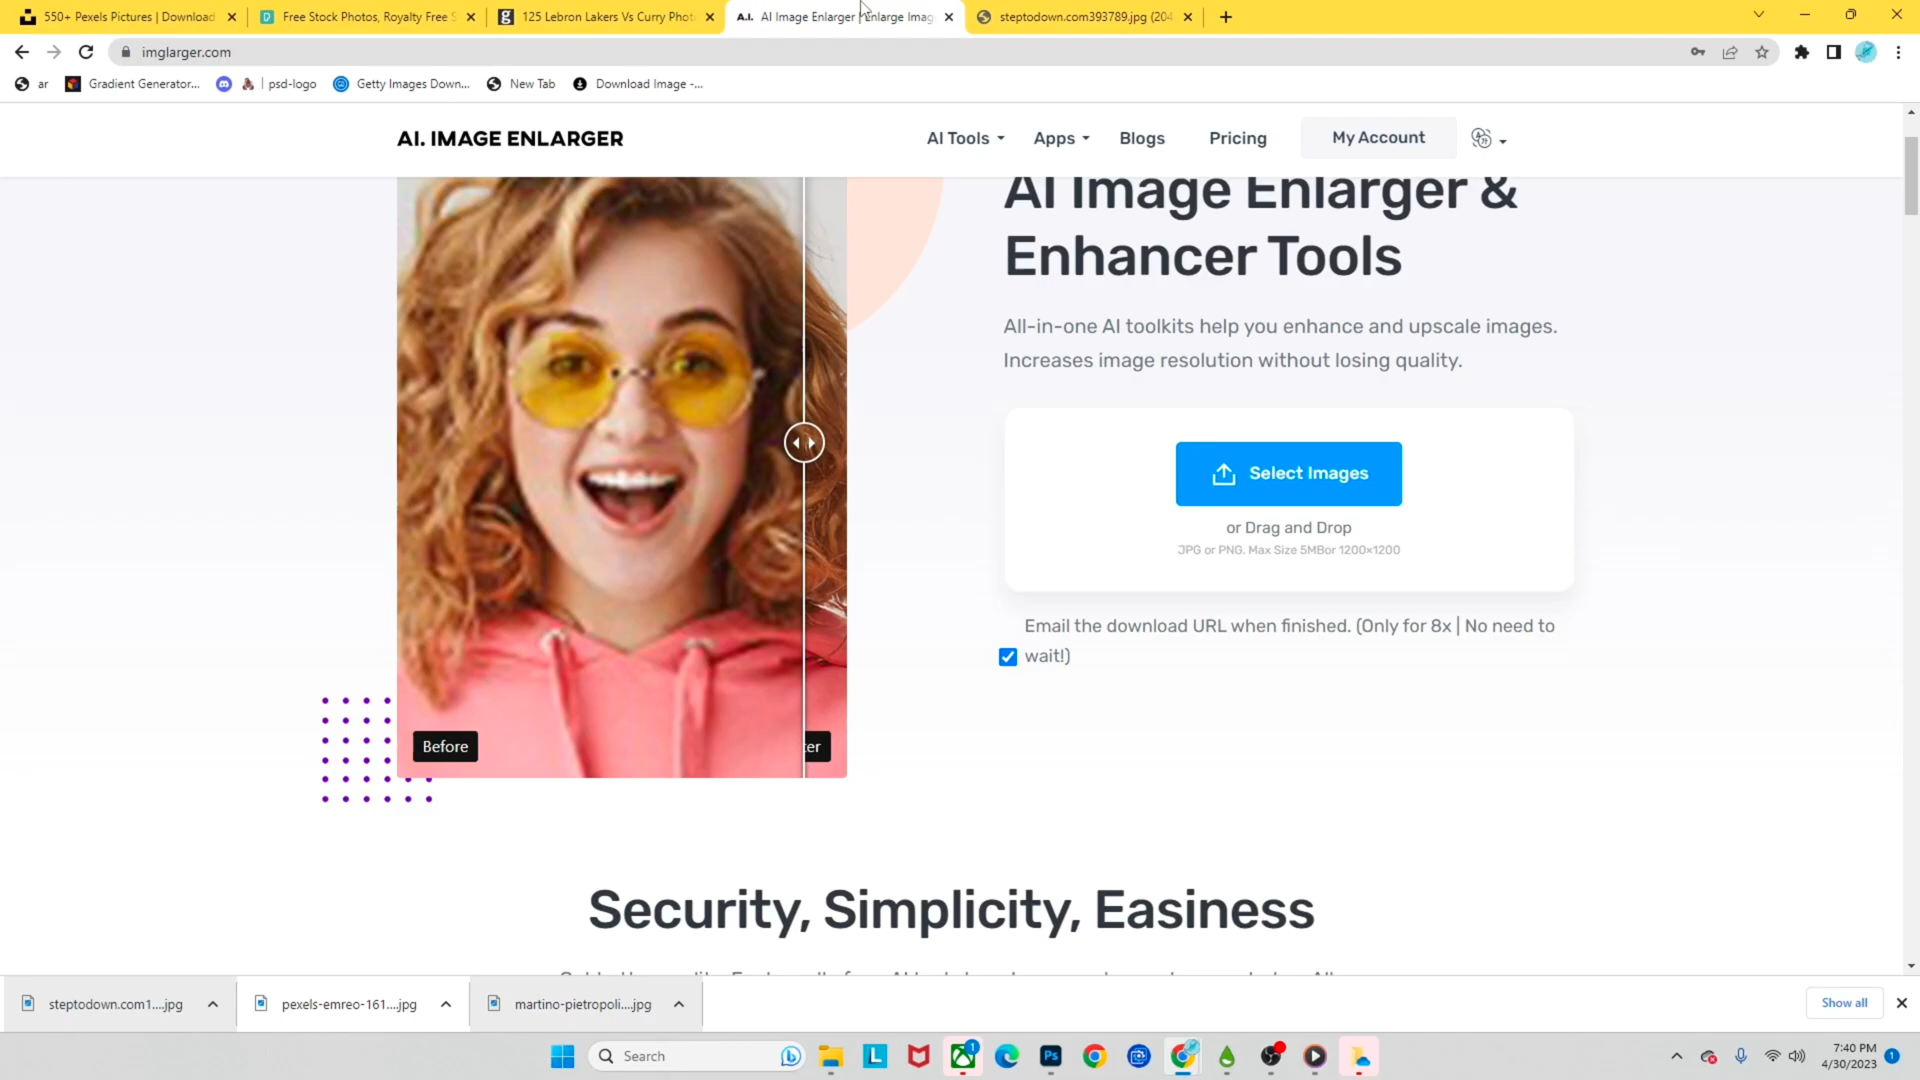 550+ Pexels Pictures | Download
Free Stock Photos, Royalty Free S
125 Lebron Lakers Vs Curry Phot
AI Image Enlarger | Enlarge Imag
steptodown.com393789.jpg (204
imglarger.com
ar
Gradient Generator...
| psd-logo
Getty Images Down...
New Tab
Download Image -...
AI. IMAGE ENLARGER
AI Tools
Apps
Blogs
Pricing
My Account
AI Image Enlarger &
Enhancer Tools
All-in-one AI toolkits help you enhance and upscale images.
Increases image resolution without losing quality.
Select Images
or Drag and Drop
JPG or PNG. Max Size 5MBor 1200×1200
Email the download URL when finished. (Only for 8x | No need to
wait!)
Before
ter
Security, Simplicity, Easiness
steptodown.com1....jpg
pexels-emreo-161....jpg
martino-pietropoli....jpg
Show all
Search
7:40 PM
4/30/2023